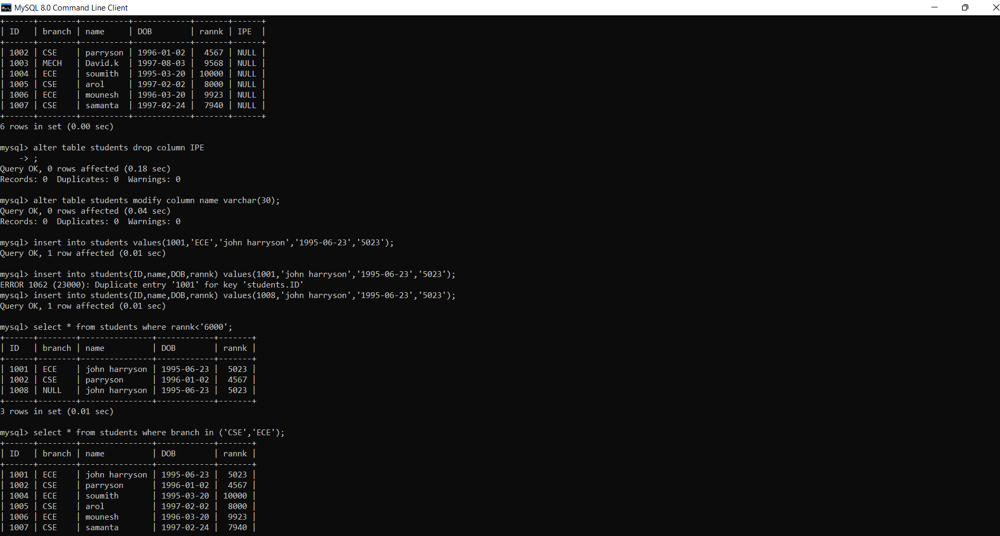 MySQL 8.0 Command Line Client
+------+--------+----------+------------+-------+------+
| ID   | branch | name     | DOB        | rannk | IPE  |
+------+--------+----------+------------+-------+------+
| 1002 | CSE    | parryson | 1996-01-02 |  4567 | NULL |
| 1003 | MECH   | David.k  | 1997-08-03 |  9568 | NULL |
| 1004 | ECE    | soumith  | 1995-03-20 | 10000 | NULL |
| 1005 | CSE    | arol     | 1997-02-02 |  8000 | NULL |
| 1006 | ECE    | mounesh  | 1996-03-20 |  9923 | NULL |
| 1007 | CSE    | samanta  | 1997-02-24 |  7940 | NULL |
+------+--------+----------+------------+-------+------+
6 rows in set (0.00 sec)

mysql> alter table students drop column IPE
    -> ;
Query OK, 0 rows affected (0.18 sec)
Records: 0  Duplicates: 0  Warnings: 0

mysql> alter table students modify column name varchar(30);
Query OK, 0 rows affected (0.04 sec)
Records: 0  Duplicates: 0  Warnings: 0

mysql> insert into students values(1001,'ECE','john harryson','1995-06-23','5023');
Query OK, 1 row affected (0.01 sec)

mysql> insert into students(ID,name,DOB,rannk) values(1001,'john harryson','1995-06-23','5023');
ERROR 1062 (23000): Duplicate entry '1001' for key 'students.ID'
mysql> insert into students(ID,name,DOB,rannk) values(1008,'john harryson','1995-06-23','5023');
Query OK, 1 row affected (0.01 sec)

mysql> select * from students where rannk<'6000';
+------+--------+---------------+------------+-------+
| ID   | branch | name          | DOB        | rannk |
+------+--------+---------------+------------+-------+
| 1001 | ECE    | john harryson | 1995-06-23 |  5023 |
| 1002 | CSE    | parryson      | 1996-01-02 |  4567 |
| 1008 | NULL   | john harryson | 1995-06-23 |  5023 |
+------+--------+---------------+------------+-------+
3 rows in set (0.01 sec)

mysql> select * from students where branch in ('CSE','ECE');
+------+--------+---------------+------------+-------+
| ID   | branch | name          | DOB        | rannk |
+------+--------+---------------+------------+-------+
| 1001 | ECE    | john harryson | 1995-06-23 |  5023 |
| 1002 | CSE    | parryson      | 1996-01-02 |  4567 |
| 1004 | ECE    | soumith       | 1995-03-20 | 10000 |
| 1005 | CSE    | arol          | 1997-02-02 |  8000 |
| 1006 | ECE    | mounesh       | 1996-03-20 |  9923 |
| 1007 | CSE    | samanta       | 1997-02-24 |  7940 |